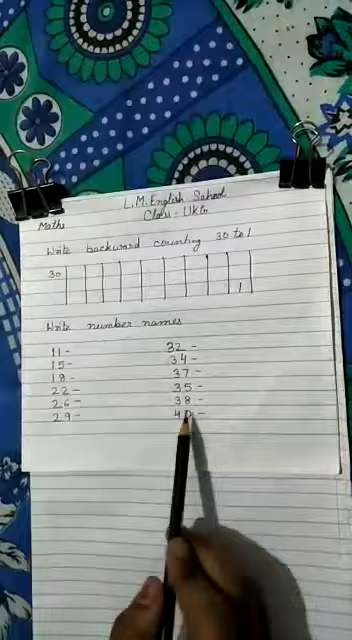 L.M. English School
Maths
Class - UKG
Write backward counting 30 to 1
30
1
Write number names
11 - 32 -
15 - 34 -
18 - 37 -
22 - 35 -
26 - 38 -
29 - 40 -